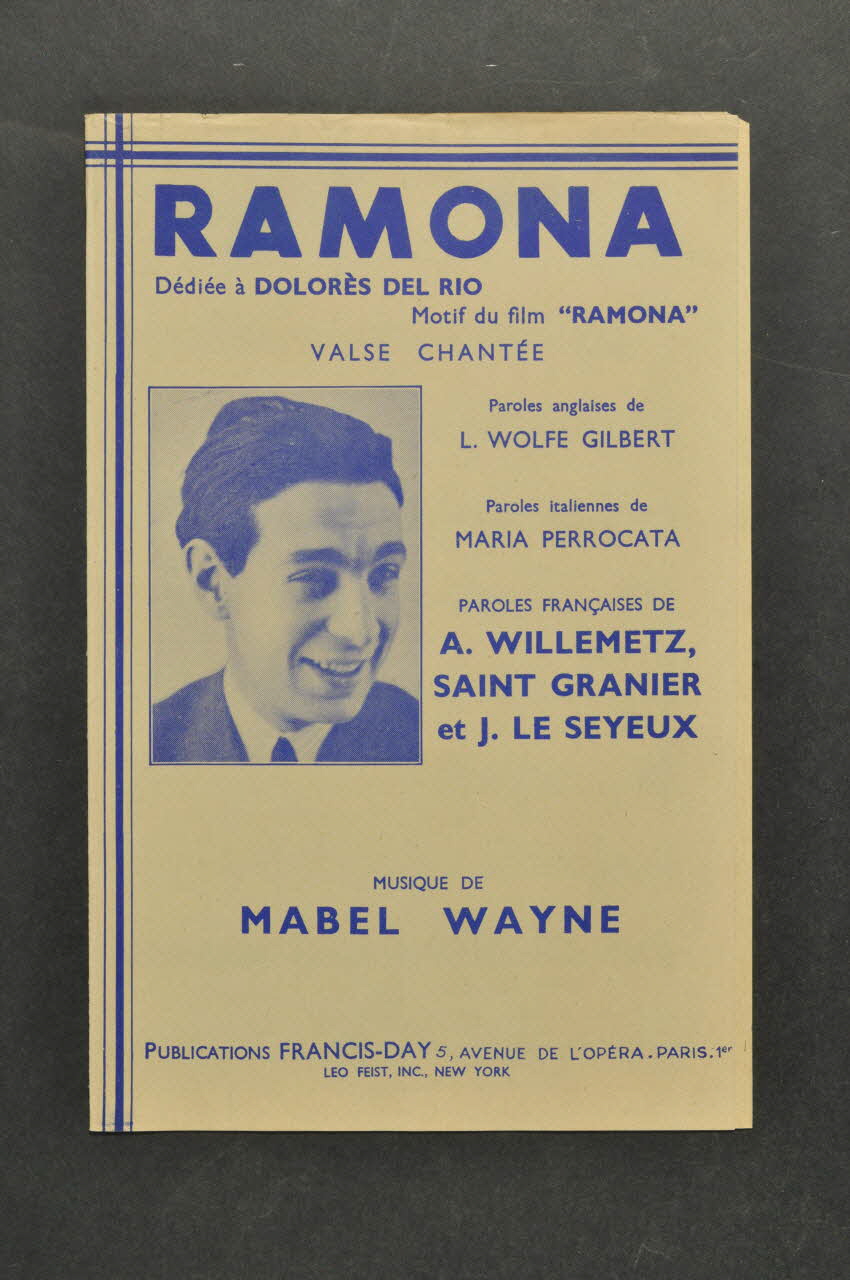 RAMONA
Dédiée à DOLORÈS DEL RIO
Motif du film “RAMONA”
VALSE CHANTÉE
Paroles anglaises de
L. WOLFE GILBERT
Paroles italiennes de
MARIA PERROCATA
PAROLES FRANÇAISES DE
A. WILLEMETZ,
SAINT GRANIER
et J. LE SEYEUX
MUSIQUE DE
MABEL WAYNE
PUBLICATIONS FRANCIS-DAY 5, AVENUE DE L'OPÉRA.PARIS.1er
LEO FEIST, INC., NEW YORK